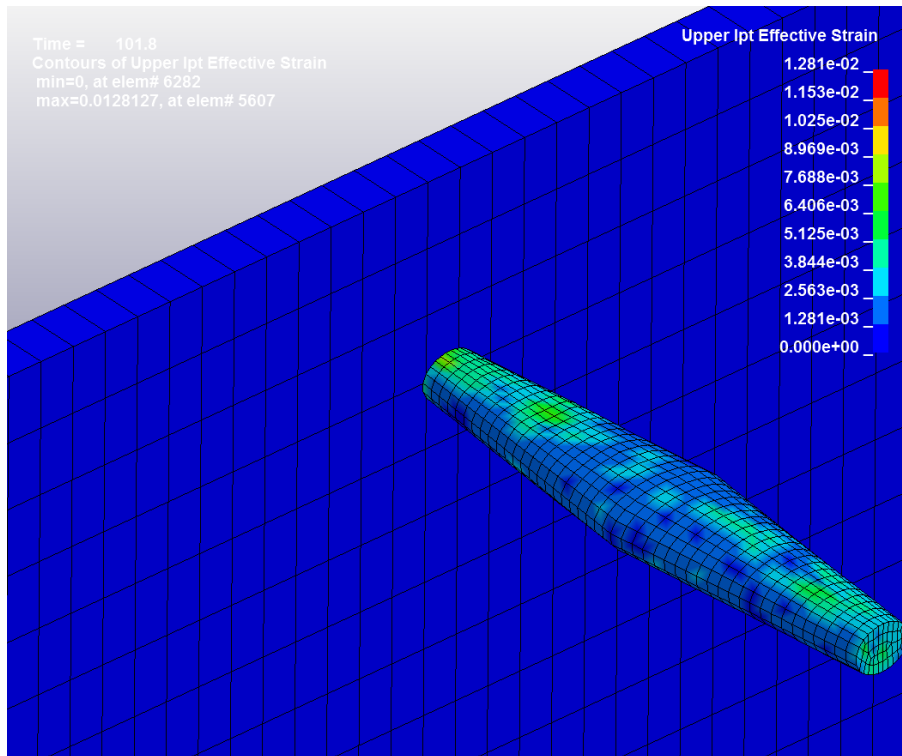 Time =     101.8
Contours of Upper Ipt Effective Strain
min=0, at elem# 6282
max=0.0128127, at elem# 5607
Upper Ipt Effective Strain
1.281e-02
1.153e-02
1.025e-02
8.969e-03
7.688e-03
6.406e-03
5.125e-03
3.844e-03
2.563e-03
1.281e-03
0.000e+00